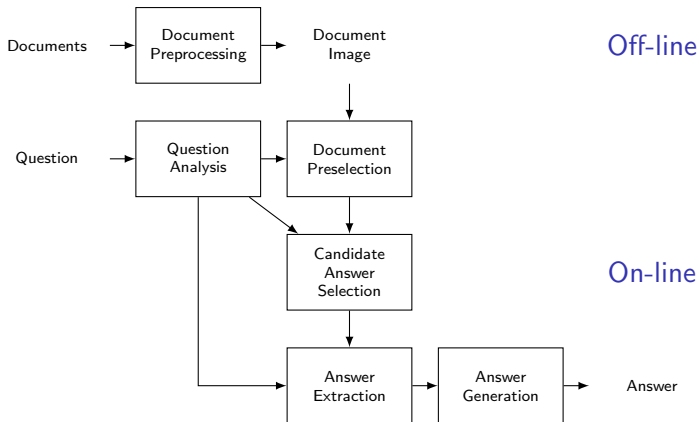 Documents
Document
Preprocessing
Document
Image
Off-line
Question
Question
Analysis
Document
Preselection
Candidate
Answer
Selection
On-line
Answer
Extraction
Answer
Generation
Answer